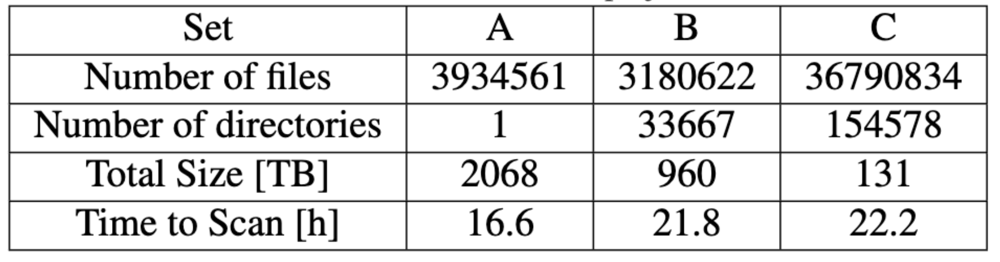 Set A B C
Number of files 3934561 3180622 36790834
Number of directories 1 33667 154578
Total Size [TB] 2068 960 131
Time to Scan [h] 16.6 21.8 22.2